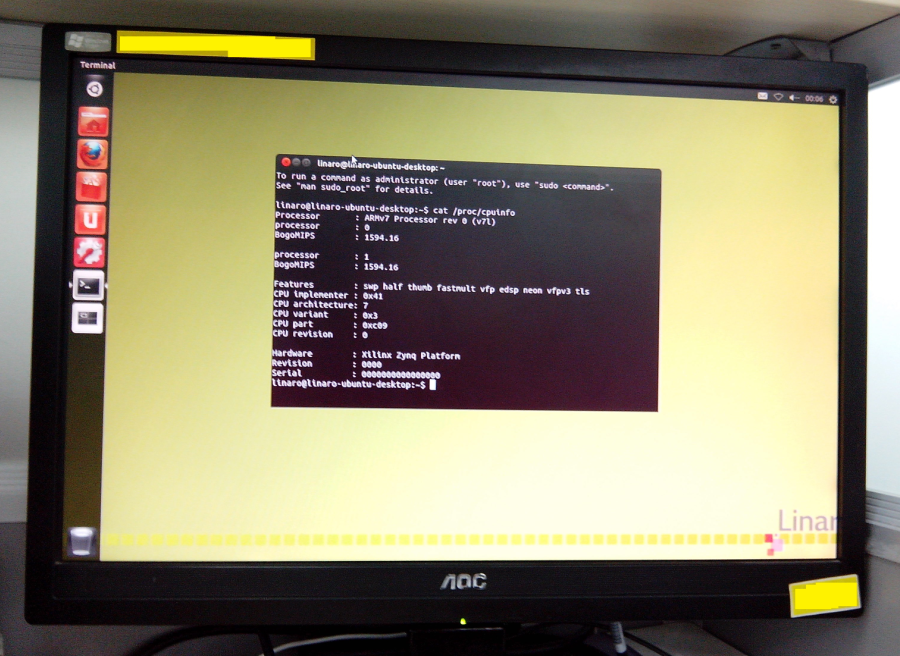 Terminal
00:06
linaro@linaro-ubuntu-desktop: ~
To run a command as administrator (user "root"), use "sudo <command>".
See "man sudo_root" for details.
linaro@linaro-ubuntu-desktop:~$ cat /proc/cpuinfo
Processor : ARMv7 Processor rev 0 (v7l)
processor : 0
BogoMIPS : 1594.16
processor : 1
BogoMIPS : 1594.16
Features : swp half thumb fastmult vfp edsp neon vfpv3 tls
CPU implementer : 0x41
CPU architecture: 7
CPU variant : 0x3
CPU part : 0xc09
CPU revision : 0
Hardware : Xilinx Zynq Platform
Revision : 0000
Serial : 0000000000000000
linaro@linaro-ubuntu-desktop:~$
Linar
AOC